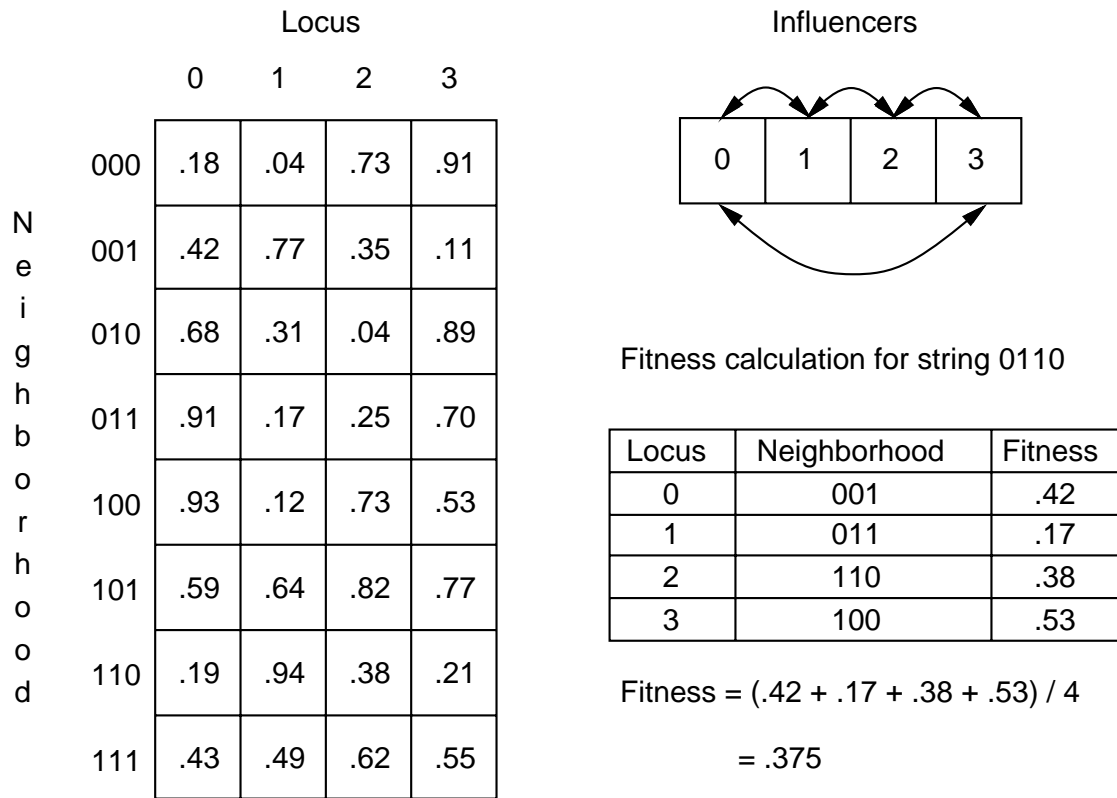 Locus
0 1 2 3
Neighborhood
000 .18 .04 .73 .91
001 .42 .77 .35 .11
010 .68 .31 .04 .89
011 .91 .17 .25 .70
100 .93 .12 .73 .53
101 .59 .64 .82 .77
110 .19 .94 .38 .21
111 .43 .49 .62 .55
Influencers
0 1 2 3
Fitness calculation for string 0110
Locus Neighborhood Fitness
0 001 .42
1 011 .17
2 110 .38
3 100 .53
Fitness = (.42 + .17 + .38 + .53) / 4
= .375